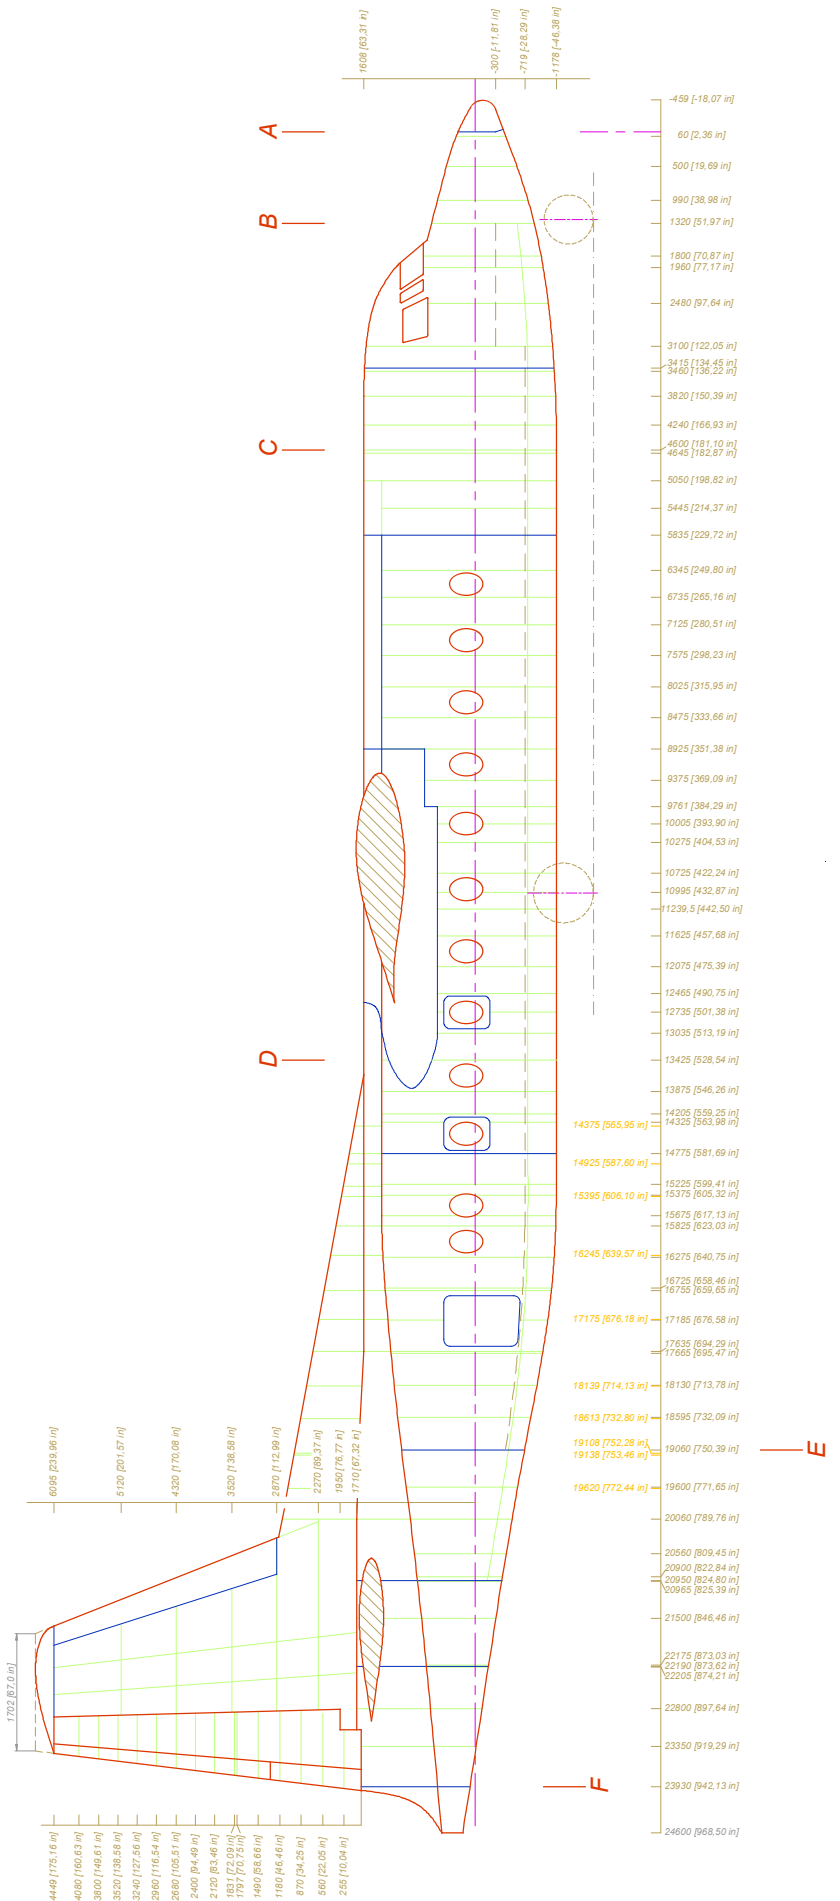 1608 [63,31 in]
-300 [-11,81 in]
-719 [-28,29 in]
-1178 [-46,38 in]
A
B
C
D
E
F
-459 [-18,07 in]
60 [2,36 in]
500 [19,69 in]
990 [38,98 in]
1320 [51,97 in]
1800 [70,87 in]
1960 [77,17 in]
2480 [97,64 in]
3100 [122,05 in]
3415 [134,45 in]
3460 [136,22 in]
3820 [150,39 in]
4240 [166,93 in]
4600 [181,10 in]
4645 [182,87 in]
5050 [198,82 in]
5445 [214,37 in]
5835 [229,72 in]
6345 [249,80 in]
6735 [265,16 in]
7125 [280,51 in]
7575 [298,23 in]
8025 [315,95 in]
8475 [333,66 in]
8925 [351,38 in]
9375 [369,09 in]
9761 [384,29 in]
10005 [393,90 in]
10275 [404,53 in]
10725 [422,24 in]
10995 [432,87 in]
11239,5 [442,50 in]
11625 [457,68 in]
12075 [475,39 in]
12465 [490,75 in]
12735 [501,38 in]
13035 [513,19 in]
13425 [528,54 in]
13875 [546,26 in]
14205 [559,25 in]
14325 [563,98 in]
14775 [581,69 in]
15225 [599,41 in]
15375 [605,32 in]
15675 [617,13 in]
15825 [623,03 in]
16275 [640,75 in]
16725 [658,46 in]
16755 [659,65 in]
17185 [676,58 in]
17635 [694,29 in]
17665 [695,47 in]
18130 [713,78 in]
18595 [732,09 in]
19060 [750,39 in]
19600 [771,65 in]
20060 [789,76 in]
20560 [809,45 in]
20900 [822,84 in]
20950 [824,80 in]
20965 [825,39 in]
21500 [846,46 in]
22175 [873,03 in]
22190 [873,62 in]
22205 [874,21 in]
22800 [897,64 in]
23350 [919,29 in]
23930 [942,13 in]
24600 [968,50 in]
14375 [565,95 in]
14925 [587,60 in]
15395 [606,10 in]
16245 [639,57 in]
17175 [676,18 in]
18139 [714,13 in]
18613 [732,80 in]
19108 [752,28 in]
19138 [753,46 in]
19620 [772,44 in]
6095 [239,96 in]
5120 [201,57 in]
4320 [170,08 in]
3520 [138,58 in]
2870 [112,99 in]
2270 [89,37 in]
1950 [76,77 in]
1710 [67,32 in]
1702 [67,0 in]
4449 [175,16 in]
4080 [160,63 in]
3800 [149,61 in]
3520 [138,58 in]
3240 [127,56 in]
2960 [116,54 in]
2680 [105,51 in]
2400 [94,49 in]
2120 [83,46 in]
1831 [72,09 in]
1797 [70,75 in]
1490 [58,66 in]
1180 [46,46 in]
870 [34,25 in]
560 [22,05 in]
255 [10,04 in]